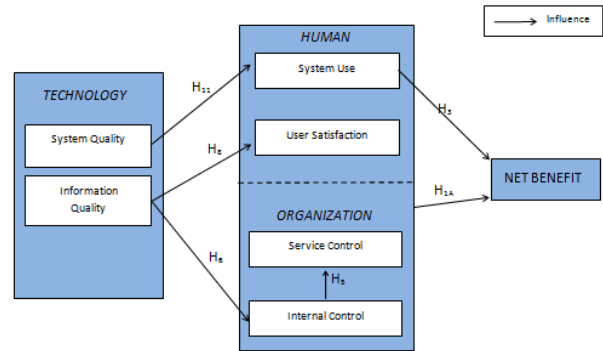 HUMAN
Influence
System Use
TECHNOLOGY
H11
H3
System Quality
H8
User Satisfaction
Information
Quality
NET BENEFIT
H1A
ORGANIZATION
Service Control
H6
H5
Internal Control